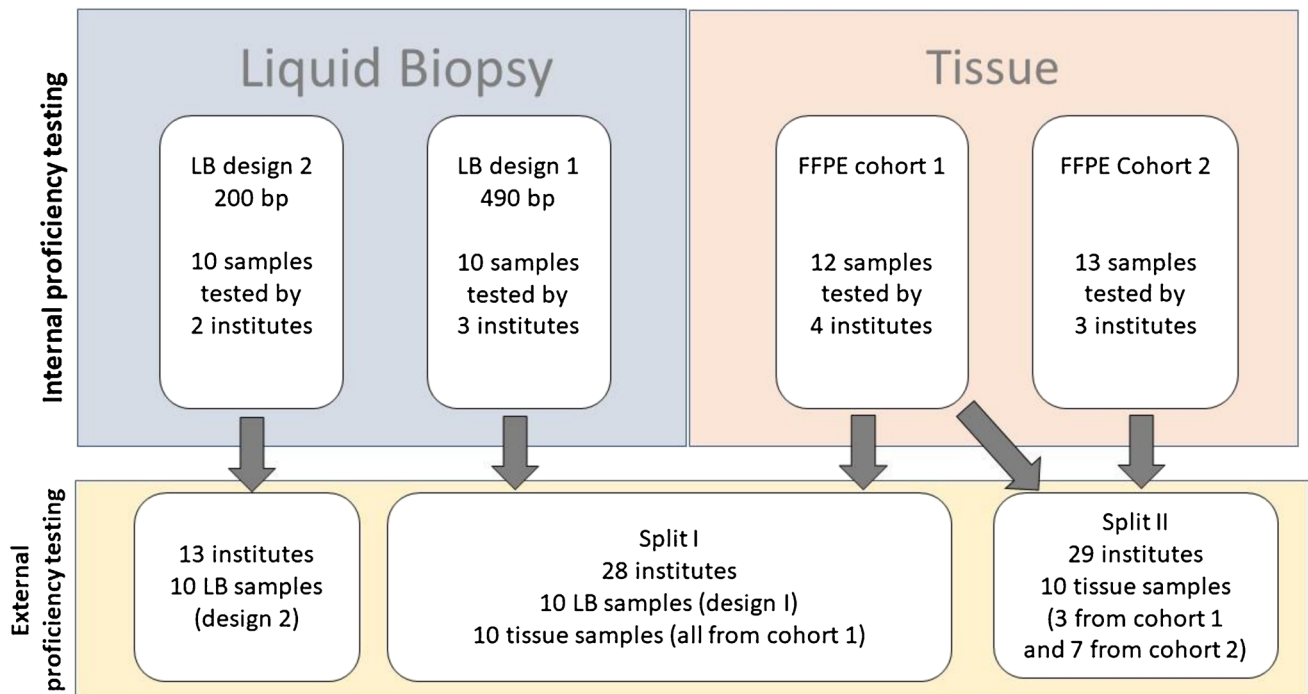 Internal proficiency testing
Liquid Biopsy
LB design 2
200 bp
10 samples
tested by
2 institutes
LB design 1
490 bp
10 samples
tested by
3 institutes
Tissue
FFPE cohort 1
12 samples
tested by
4 institutes
FFPE Cohort 2
13 samples
tested by
3 institutes
External
proficiency testing
13 institutes
10 LB samples
(design 2)
Split I
28 institutes
10 LB samples (design I)
10 tissue samples (all from cohort 1)
Split II
29 institutes
10 tissue samples
(3 from cohort 1
and 7 from cohort 2)